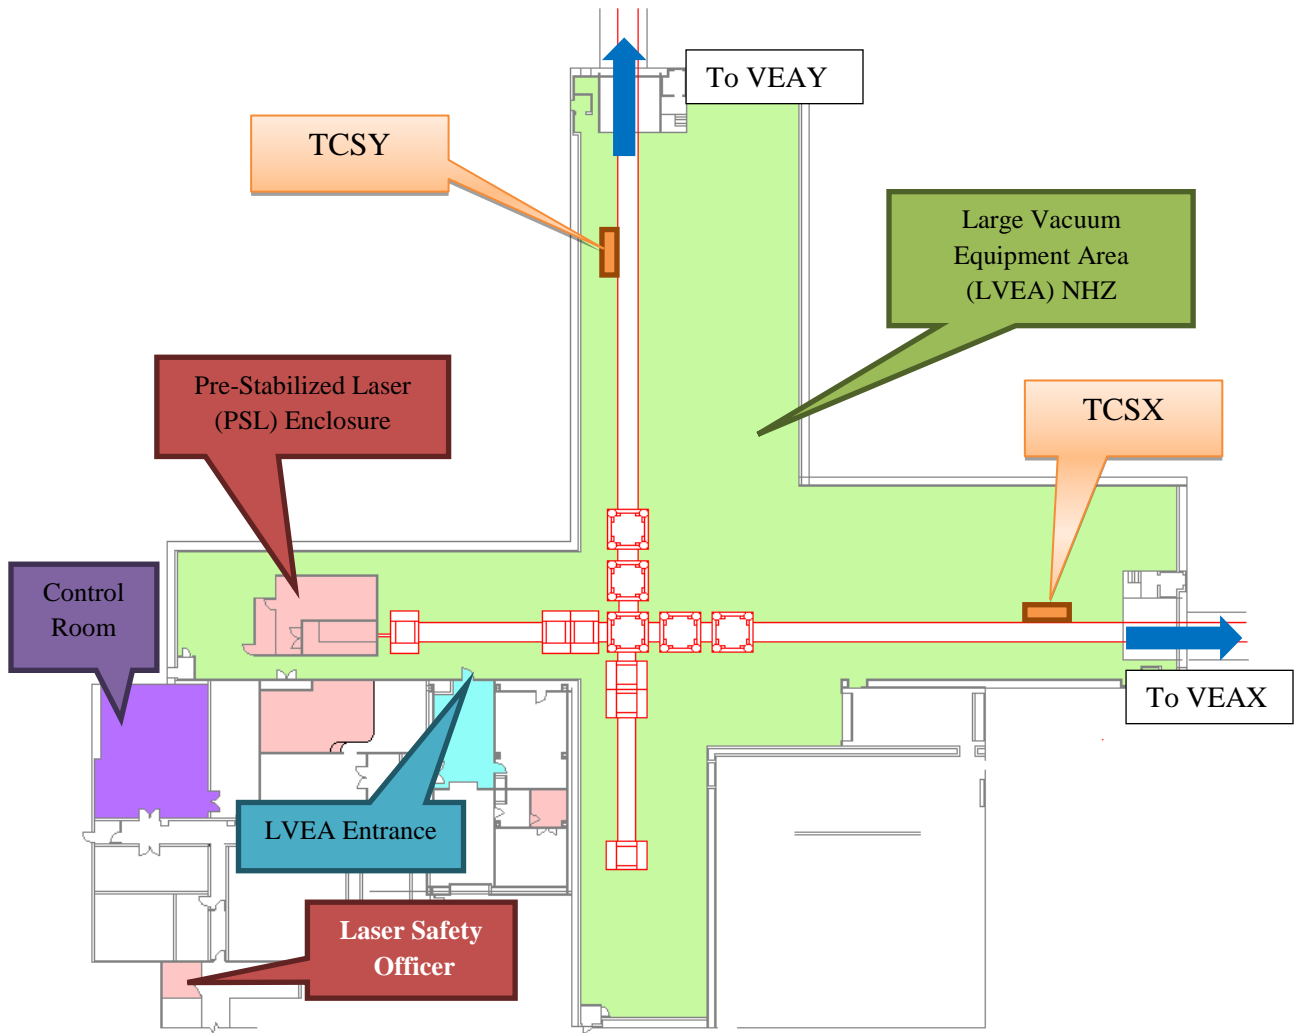 To VEAY
TCSY
Large Vacuum
Equipment Area
(LVEA) NHZ
Pre-Stabilized Laser
(PSL) Enclosure
TCSX
Control
Room
To VEAX
LVEA Entrance
Laser Safety
Officer